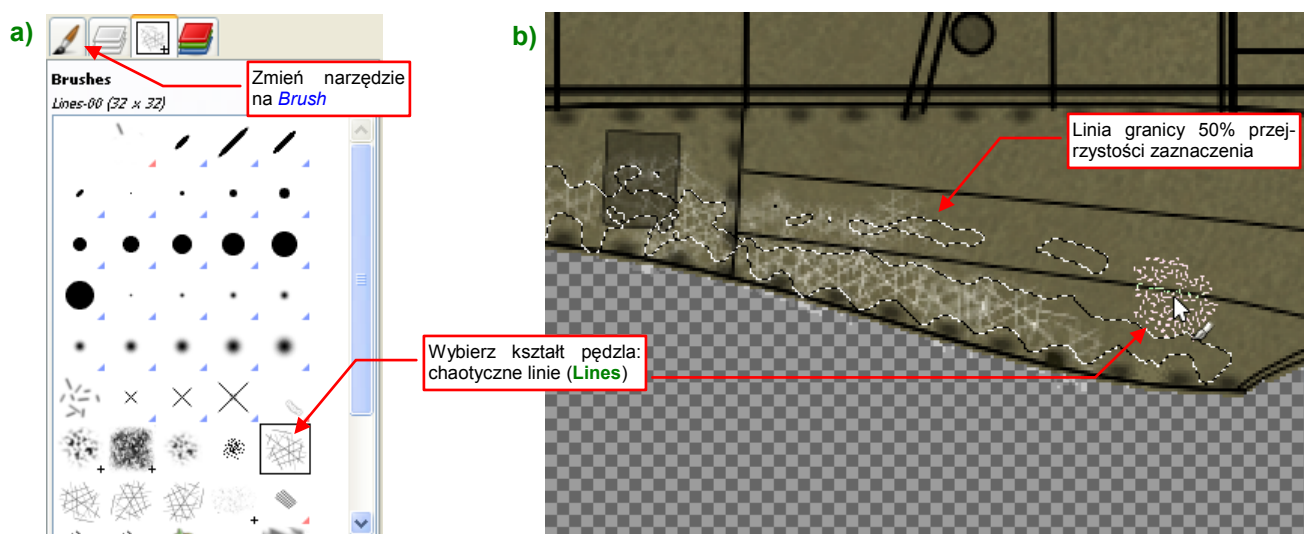 a)
Zmień narzędzie
na Brush
Brushes
Lines-00 (32 x 32)
Wybierz kształt pędzla:
chaotyczne linie (Lines)
b)
Linia granicy 50% przej-
rzystości zaznaczenia